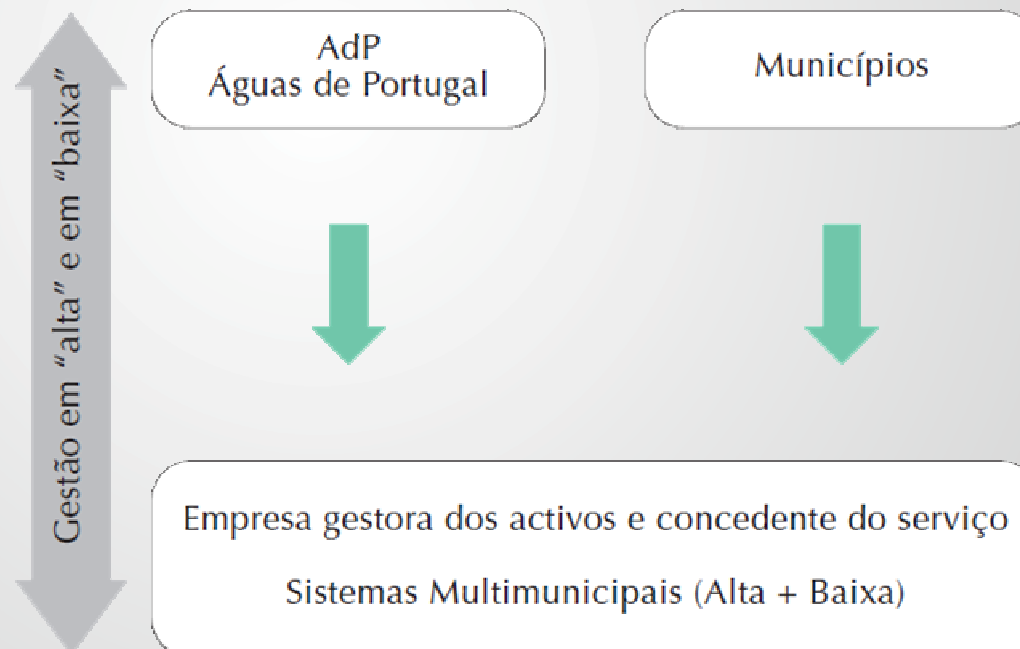 Gestão em “alta” e em “baixa”
AdP
Águas de Portugal
Municípios
Empresa gestora dos activos e concedente do serviço
Sistemas Multimunicipais (Alta + Baixa)